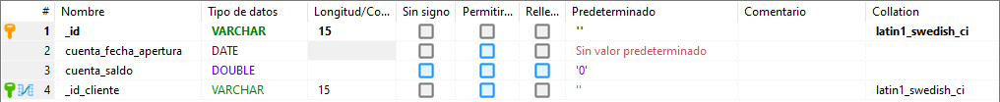 # Nombre Tipo de datos Longitud/Co... Sin signo Permitir... Relle... Predeterminado Comentario Collation
1 _id VARCHAR 15 '' latin1_swedish_ci
2 cuenta_fecha_apertura DATE Sin valor predeterminado
3 cuenta_saldo DOUBLE '0'
4 _id_cliente VARCHAR 15 '' latin1_swedish_ci